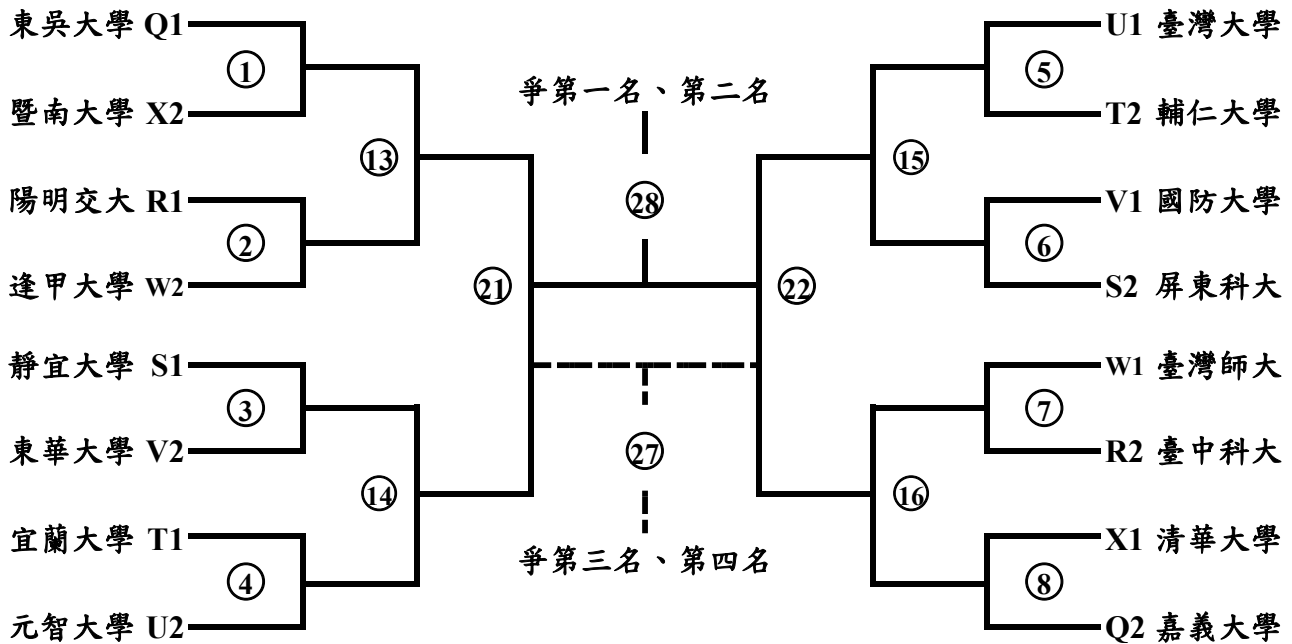 東吳大學 Q1
①
暨南大學 X2
⑬
陽明交大 R1
②
逢甲大學 W2
㉑
靜宜大學 S1
③
東華大學 V2
⑭
宜蘭大學 T1
④
元智大學 U2
爭第一名、第二名
㉘
㉗
爭第三名、第四名
U1 臺灣大學
⑤
T2 輔仁大學
⑮
V1 國防大學
⑥
S2 屏東科大
㉒
W1 臺灣師大
⑦
R2 臺中科大
⑯
X1 清華大學
⑧
Q2 嘉義大學